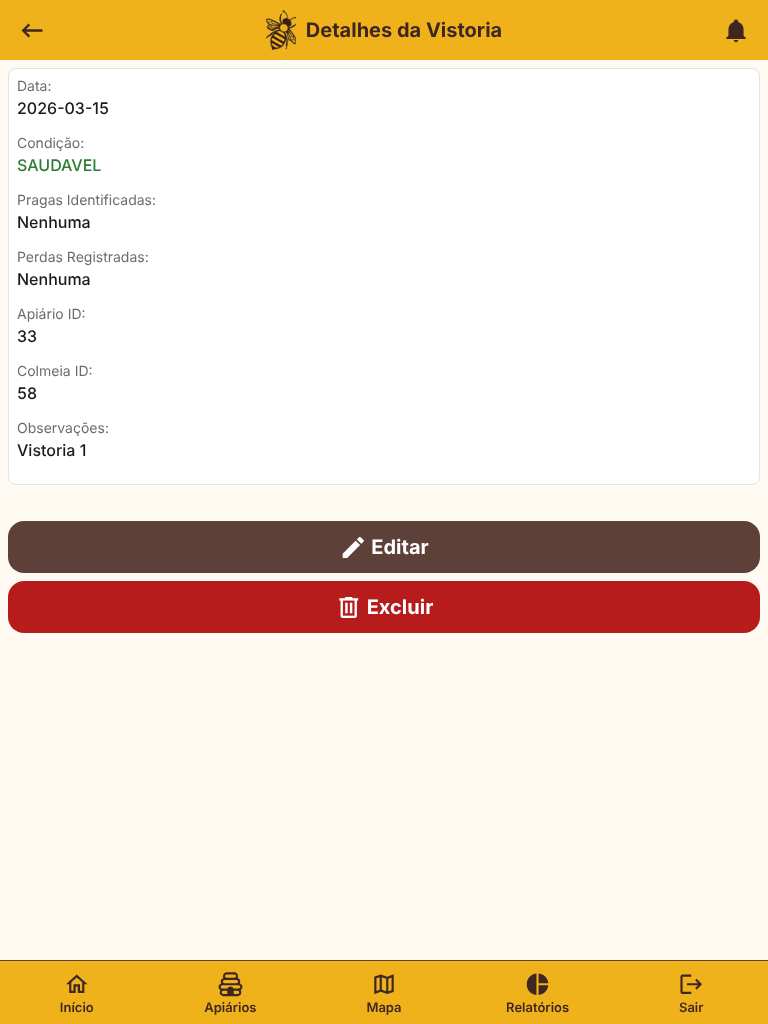 Detalhes da Vistoria
Data:
2026-03-15
Condição:
SAUDAVEL
Pragas Identificadas:
Nenhuma
Perdas Registradas:
Nenhuma
Apiário ID:
33
Colmeia ID:
58
Observações:
Vistoria 1
Editar
Excluir
Início
Apiários
Mapa
Relatórios
Sair